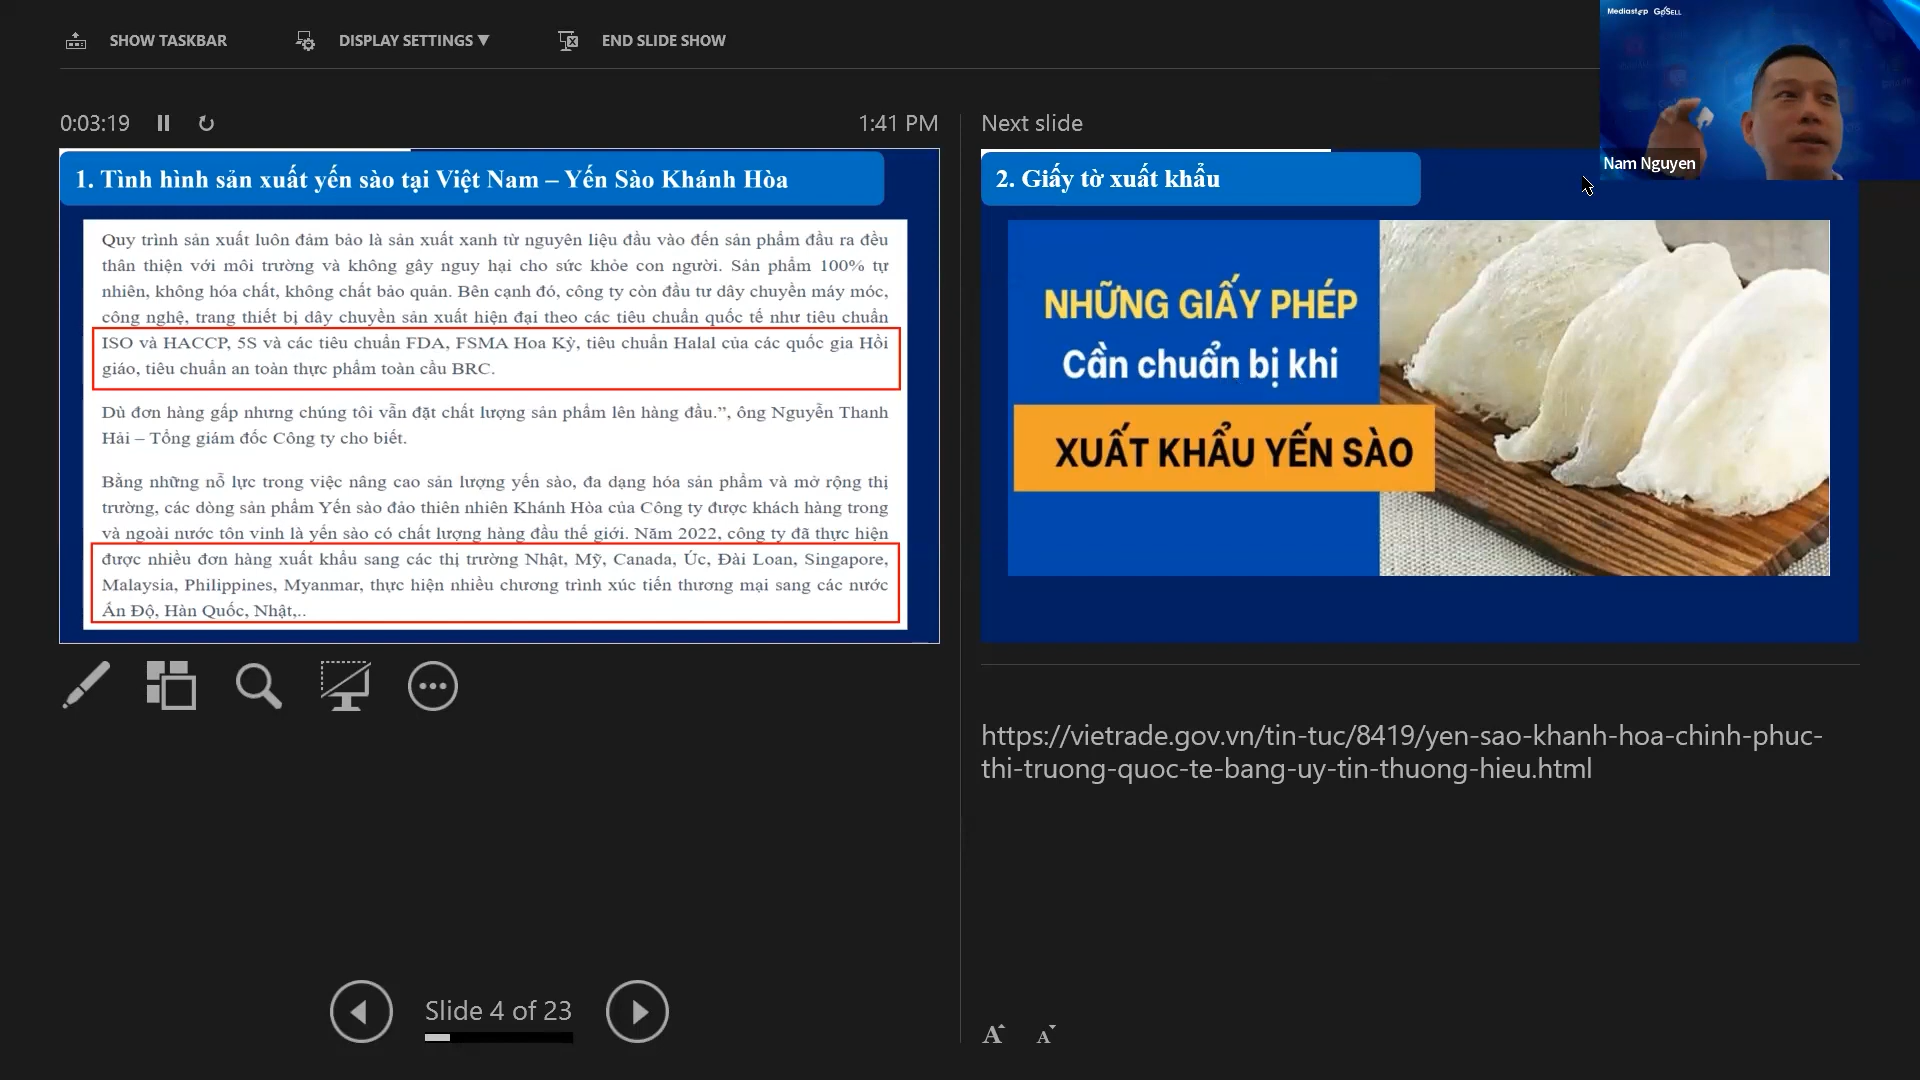 SHOW TASKBAR
DISPLAY SETTINGS ▼
END SLIDE SHOW
Mediastep GoSELL
Nam Nguyen
0:03:19
1:41 PM
1. Tình hình sản xuất yến sào tại Việt Nam – Yến Sào Khánh Hòa
Quy trình sản xuất luôn đảm bảo là sản xuất xanh từ nguyên liệu đầu vào đến sản phẩm đầu ra đều
thân thiện với môi trường và không gây nguy hại cho sức khỏe con người. Sản phẩm 100% tự
nhiên, không hóa chất, không chất bảo quản. Bên cạnh đó, công ty còn đầu tư dây chuyền máy móc,
công nghệ, trang thiết bị dây chuyền sản xuất hiện đại theo các tiêu chuẩn quốc tế như tiêu chuẩn
ISO và HACCP, 5S và các tiêu chuẩn FDA, FSMA Hoa Kỳ, tiêu chuẩn Halal của các quốc gia Hồi
giáo, tiêu chuẩn an toàn thực phẩm toàn cầu BRC.
Dù đơn hàng gấp nhưng chúng tôi vẫn đặt chất lượng sản phẩm lên hàng đầu.”, ông Nguyễn Thanh
Hải – Tổng giám đốc Công ty cho biết.
Bằng những nỗ lực trong việc nâng cao sản lượng yến sào, đa dạng hóa sản phẩm và mở rộng thị
trường, các dòng sản phẩm Yến sào đảo thiên nhiên Khánh Hòa của Công ty được khách hàng trong
và ngoài nước tôn vinh là yến sào có chất lượng hàng đầu thế giới. Năm 2022, công ty đã thực hiện
được nhiều đơn hàng xuất khẩu sang các thị trường Nhật, Mỹ, Canada, Úc, Đài Loan, Singapore,
Malaysia, Philippines, Myanmar, thực hiện nhiều chương trình xúc tiến thương mại sang các nước
Ấn Độ, Hàn Quốc, Nhật,..
Slide 4 of 23
Next slide
2. Giấy tờ xuất khẩu
NHỮNG GIẤY PHÉP
Cần chuẩn bị khi
XUẤT KHẨU YẾN SÀO
https://vietrade.gov.vn/tin-tuc/8419/yen-sao-khanh-hoa-chinh-phuc-
thi-truong-quoc-te-bang-uy-tin-thuong-hieu.html
A A